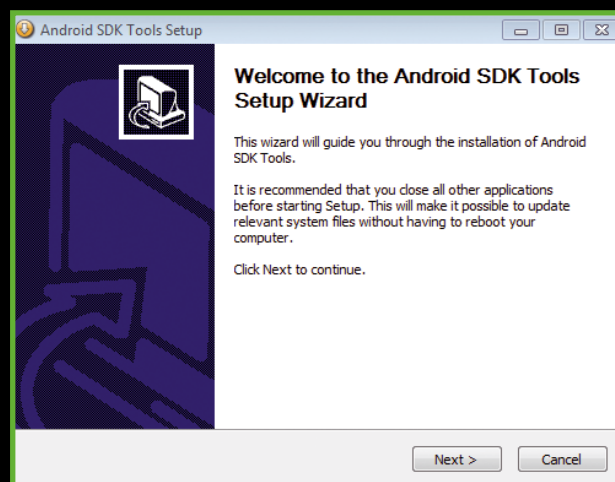 Android SDK Tools Setup
Welcome to the Android SDK Tools
Setup Wizard
This wizard will guide you through the installation of Android
SDK Tools.
It is recommended that you close all other applications
before starting Setup. This will make it possible to update
relevant system files without having to reboot your
computer.
Click Next to continue.
Next > Cancel